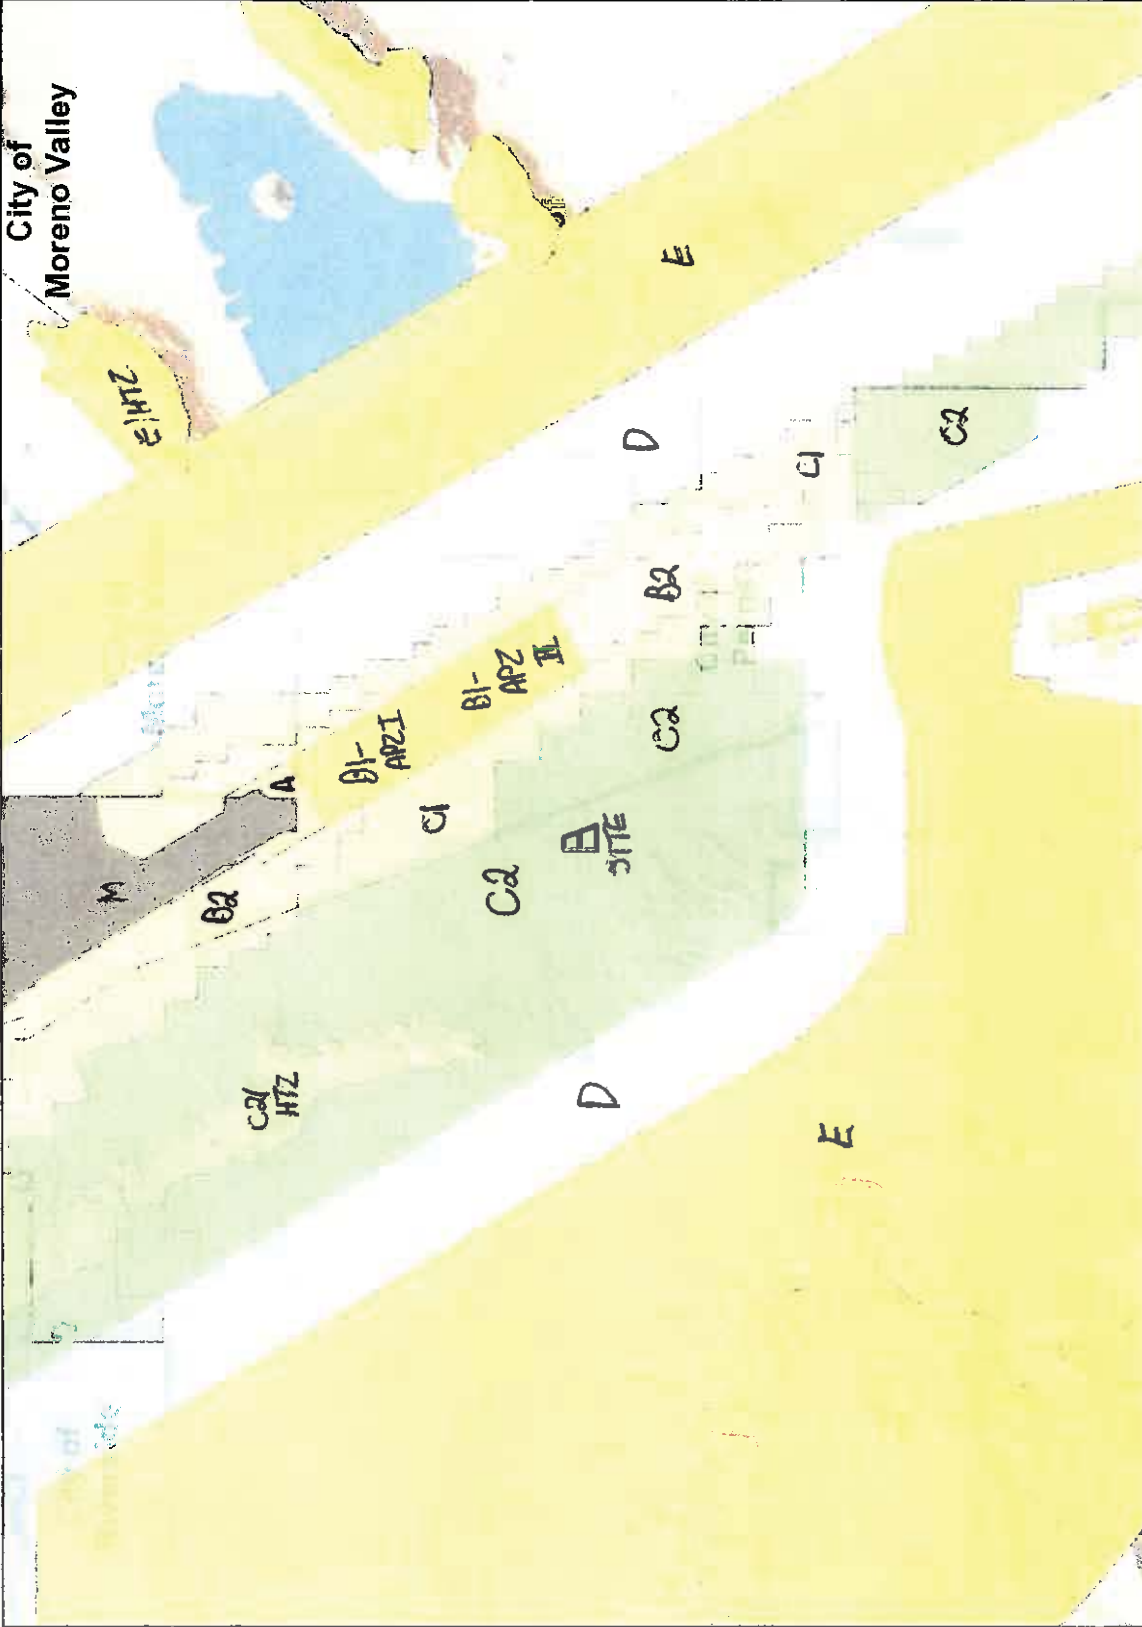 City of
Moreno Valley
E/HTZ
E
D
C2
C1
B2
B1-
APZ
II
B1-
APZ I
C2
A
C1
SITE
M
B2
C2
C2/
HTZ
D
E